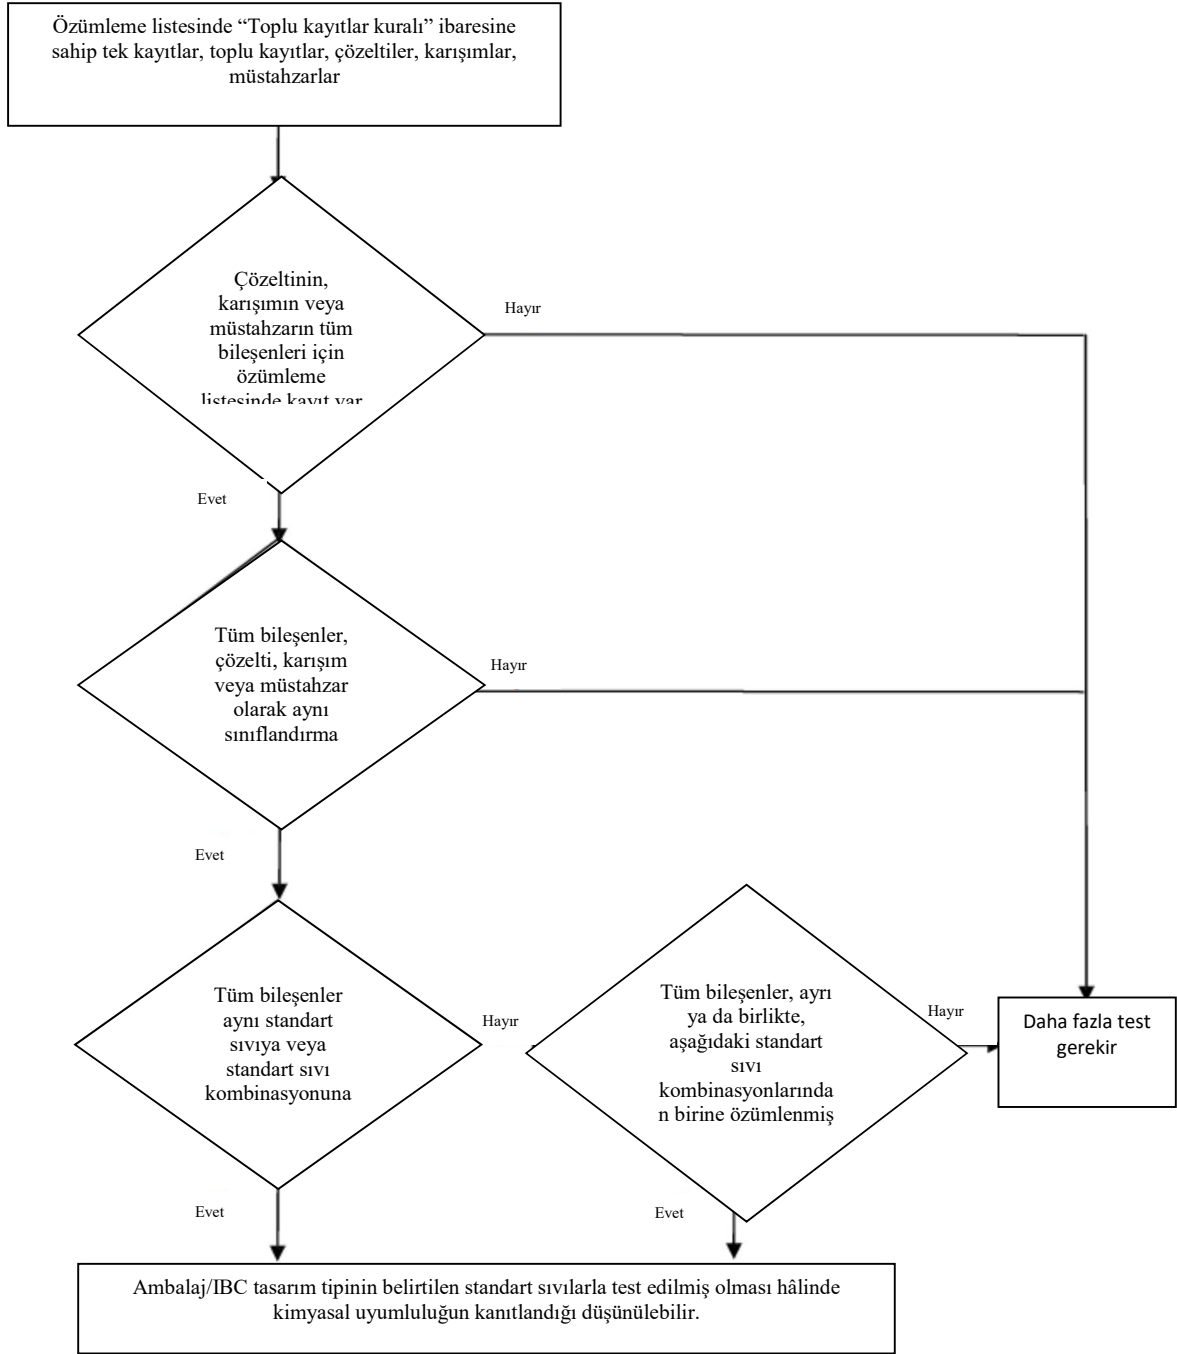 Özümleme listesinde “Toplu kayıtlar kuralı” ibaresine
sahip tek kayıtlar, toplu kayıtlar, çözeltiler, karışımlar,
müstahzarlar
Çözeltinin,
karışımın veya
müstahzarın tüm
bileşenleri için
özümleme
listesinde kayıt var
Hayır
Evet
Tüm bileşenler,
çözelti, karışım
veya müstahzar
olarak aynı
sınıflandırma
Hayır
Evet
Tüm bileşenler
aynı standart
sıvıya veya
standart sıvı
kombinasyonuna
Hayır
Evet
Tüm bileşenler, ayrı
ya da birlikte,
aşağıdaki standart
sıvı
kombinasyonlarında
n birine özümlenmiş
Hayır
Evet
Daha fazla test
gerekir
Ambalaj/IBC tasarım tipinin belirtilen standart sıvılarla test edilmiş olması hâlinde
kimyasal uyumluluğun kanıtlandığı düşünülebilir.